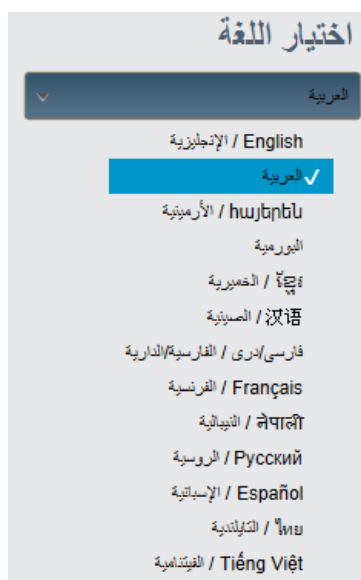 اختيار اللغة
العربية
English / الإنجليزية
العربية
հայերեն / الأرمينية
البورمية
ខ្មែរ / الخميرية
汉语 / الصينية
فارسی/دری / الفارسية/الدارية
Français / الفرنسية
नेपाली / النيبالية
Русский / الروسية
Español / الإسبانية
ไทย / التايلندية
Tiếng Việt / الفيتنامية